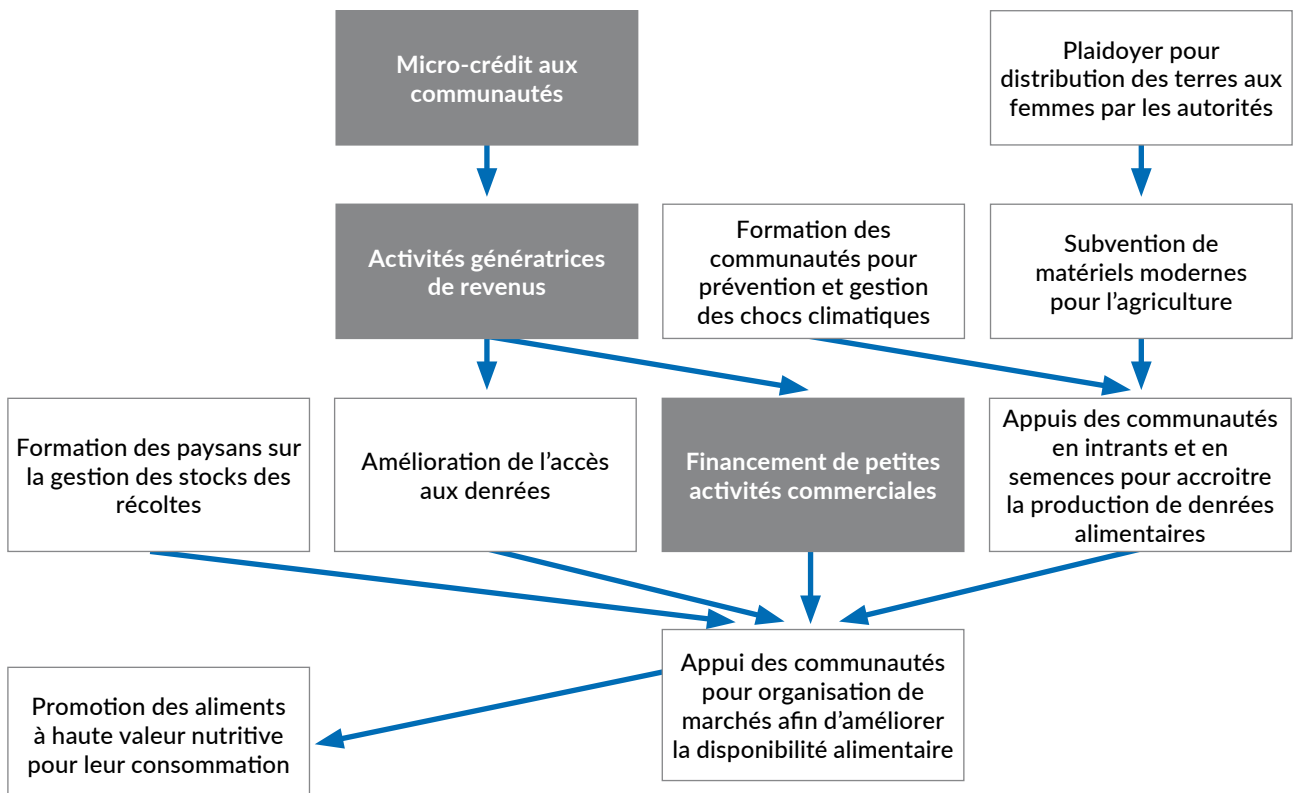 Micro-crédit aux
communautés
Plaidoyer pour
distribution des terres aux
femmes par les autorités
Activités génératrices
de revenus
Formation des
communautés pour
prévention et gestion
des chocs climatiques
Subvention de
matériels modernes
pour l’agriculture
Formation des paysans sur
la gestion des stocks des
récoltes
Amélioration de l’accès
aux denrées
Financement de petites
activités commerciales
Appuis des communautés
en intrants et en
semences pour accroitre
la production de denrées
alimentaires
Appui des communautés
pour organisation de
marchés afin d’améliorer
la disponibilité alimentaire
Promotion des aliments
à haute valeur nutritive
pour leur consommation